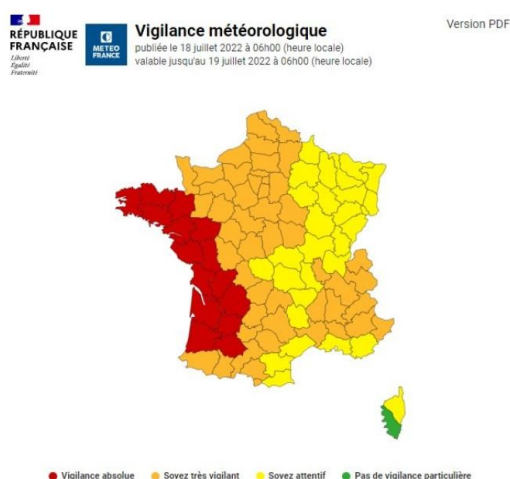 Version PDF
RÉPUBLIQUE
FRANÇAISE
Liberté
Égalité
Fraternité
METEO
FRANCE
Vigilance météorologique
publiée le 18 juillet 2022 à 06h00 (heure locale)
valable jusqu'au 19 juillet 2022 à 06h00 (heure locale)
Vigilance absolue
Soyez très vigilant
Soyez attentif
Pas de vigilance particulière